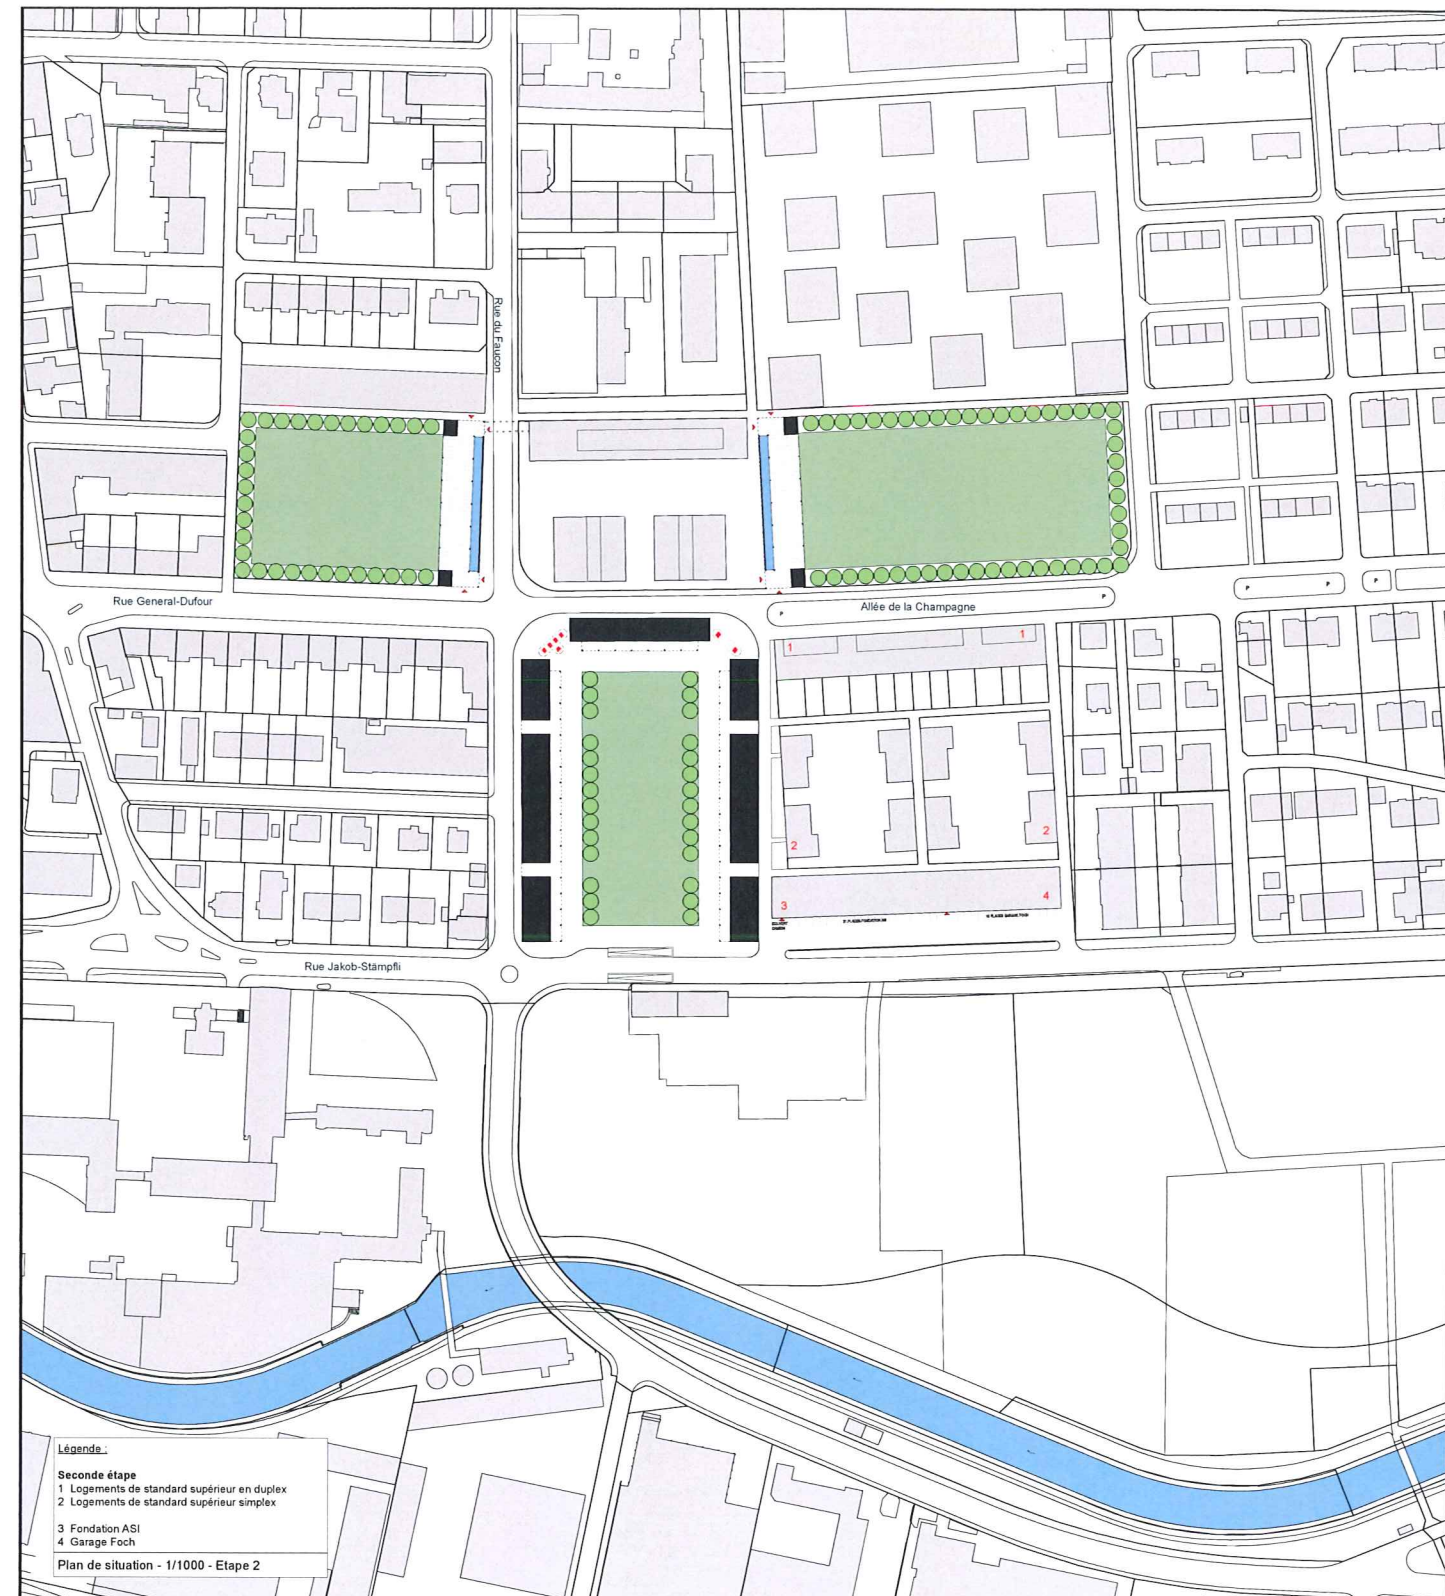 Rue du Faucon
Rue General-Dufour
Allée de la Champagne
P
P
P
P
P
1
1
2
2
3
4
Rue Jakob-Stämpfli
Légende :
Seconde étape
1 Logements de standard supérieur en duplex
2 Logements de standard supérieur simplex
3 Fondation ASI
4 Garage Foch
Plan de situation - 1/1000 - Etape 2